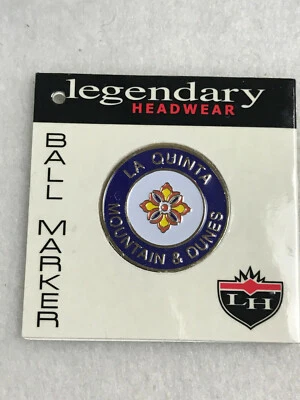 legendary
HEADWEAR
BALL MARKER
LA QUINTA
MOUNTAIN & DUNES
LH